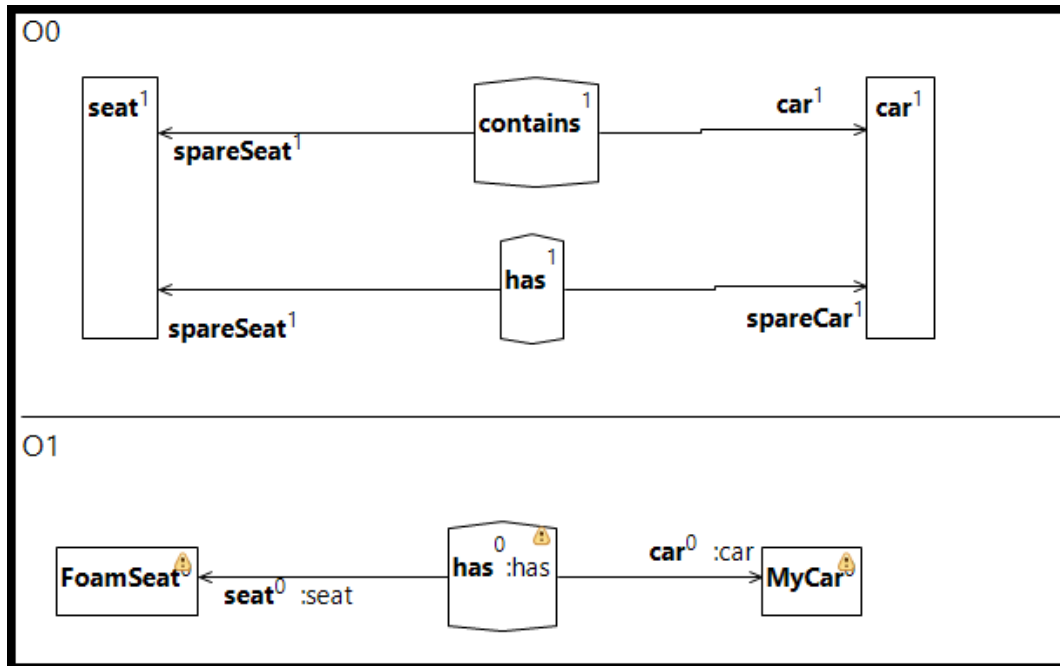 O0
seat¹
contains¹
car¹
car¹
spareSeat¹
has¹
spareSeat¹
spareCar¹
O1
FoamSeat⁰
has⁰ :has
car⁰ :car
MyCar⁰
seat⁰ :seat